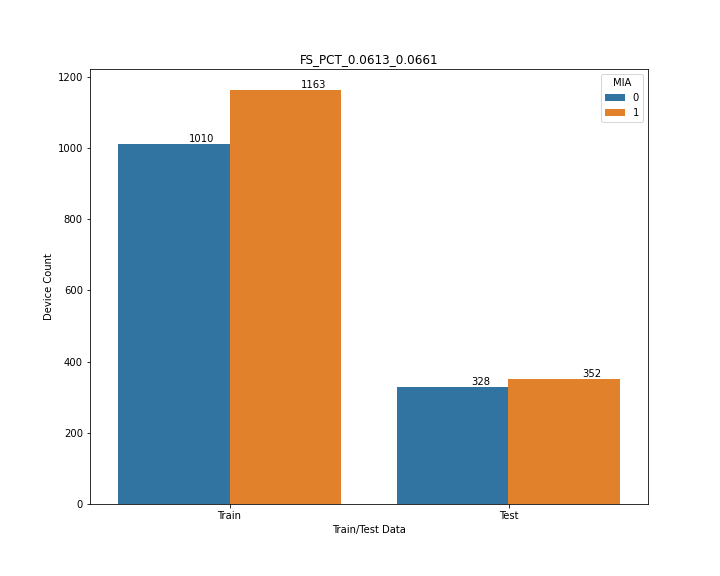 FS_PCT_0.0613_0.0661
MIA
0
1
1200
1000
800
600
400
200
0
Device Count
1010
1163
328
352
Train
Test
Train/Test Data